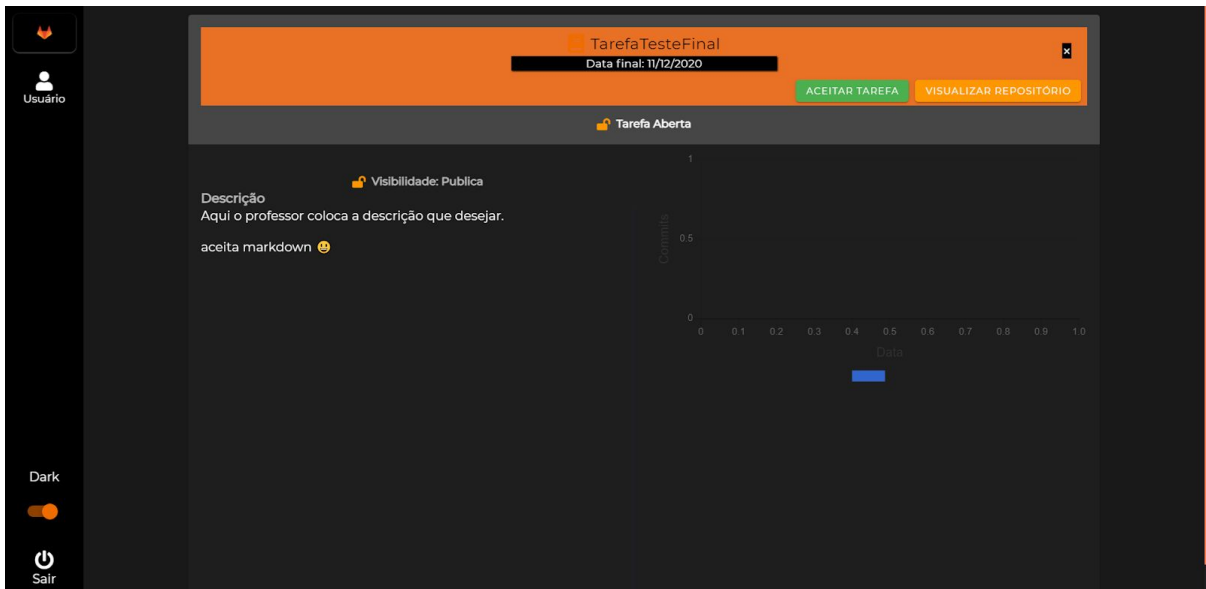 Usuário
Dark
Sair
TarefaTesteFinal
Data final: 11/12/2020
×
ACEITAR TAREFA
VISUALIZAR REPOSITÓRIO
Tarefa Aberta
Visibilidade: Publica
Descrição
Aqui o professor coloca a descrição que desejar.
aceita markdown 😃
1
0.5
0
Commits
0 0.1 0.2 0.3 0.4 0.5 0.6 0.7 0.8 0.9 1.0
Data